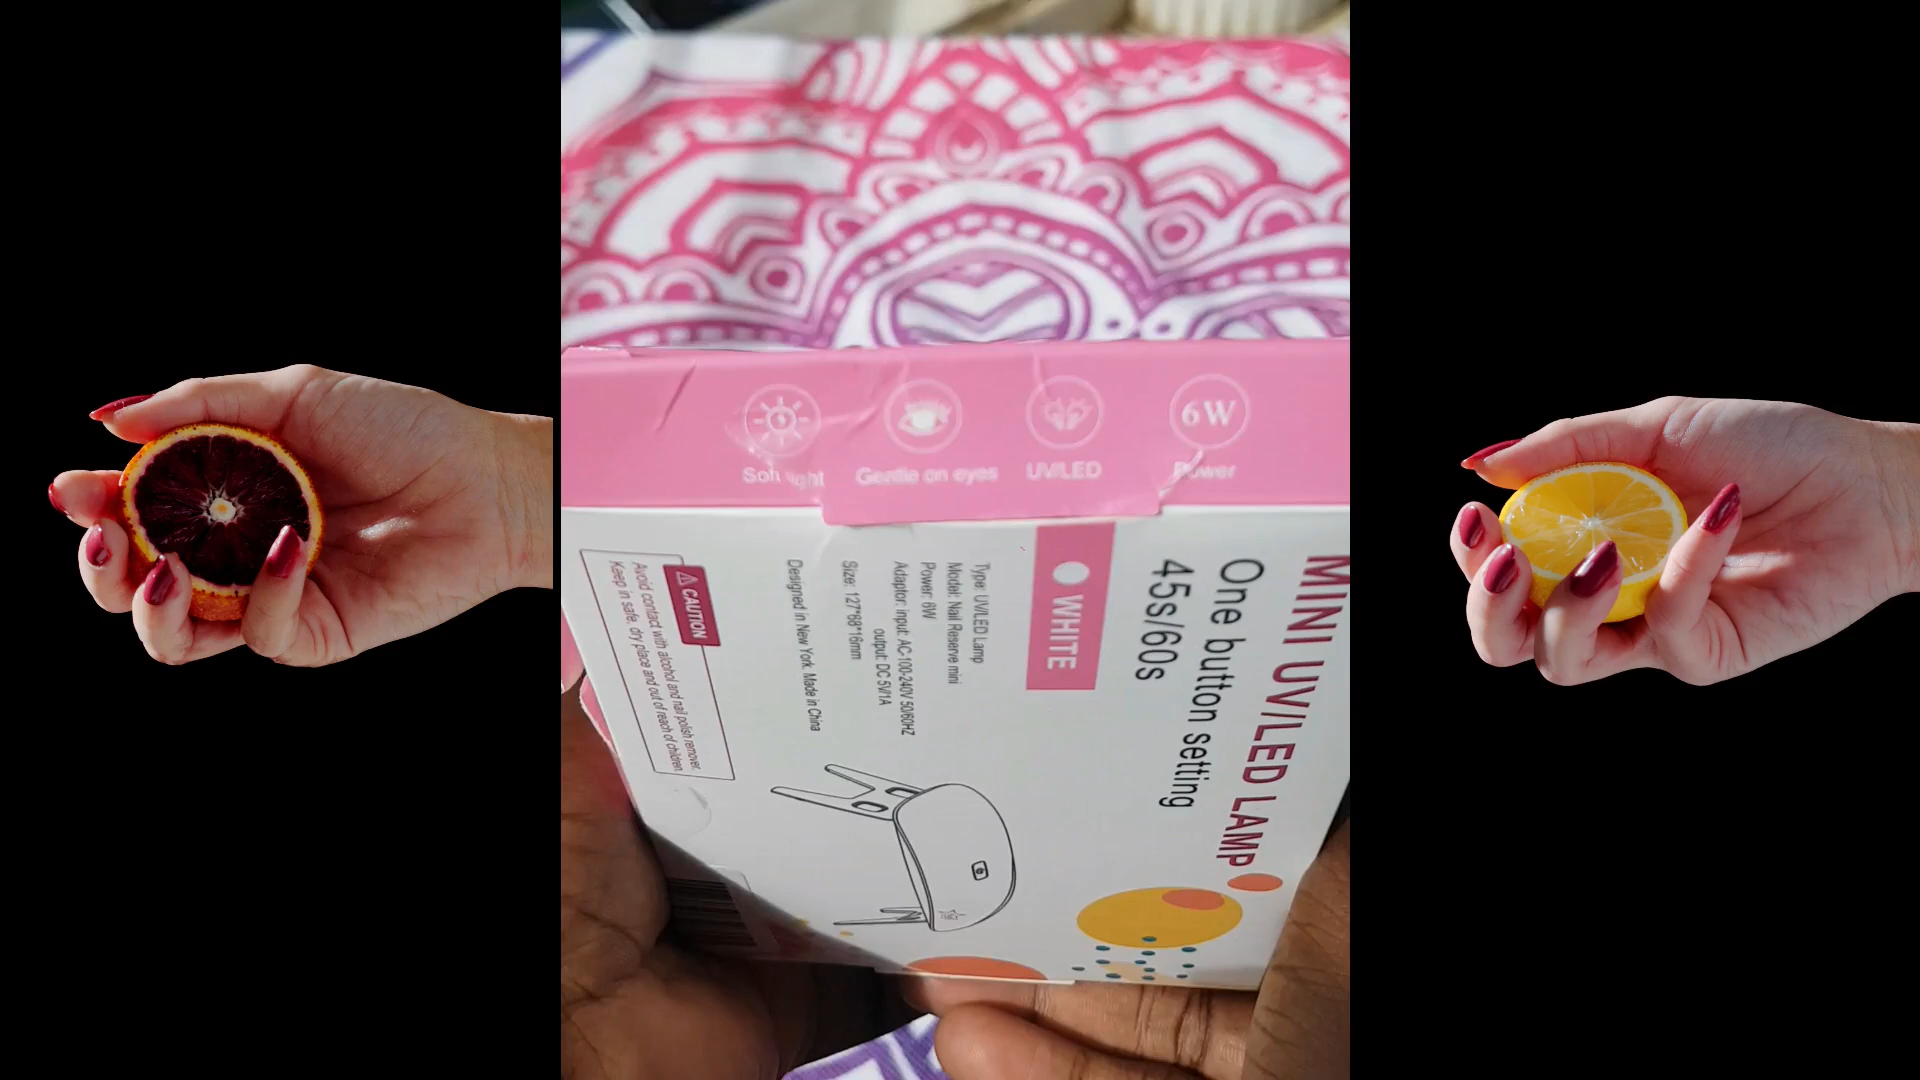 Soft light
Gentle on eyes
UV/LED
6W
Power
MINI UV/LED LAMP
One button setting
45s/60s
WHITE
Type: UV/LED Lamp
Model: Nail Reserve mini
Power: 6W
Adaptor: input: AC-100-240V 50/60HZ
output: DC 5V/1A
Size: 127*68*16mm
Designed in New York. Made in China
CAUTION
Avoid contact with alcohol and nail polish remover.
Keep in safe, dry place and out of reach of children.